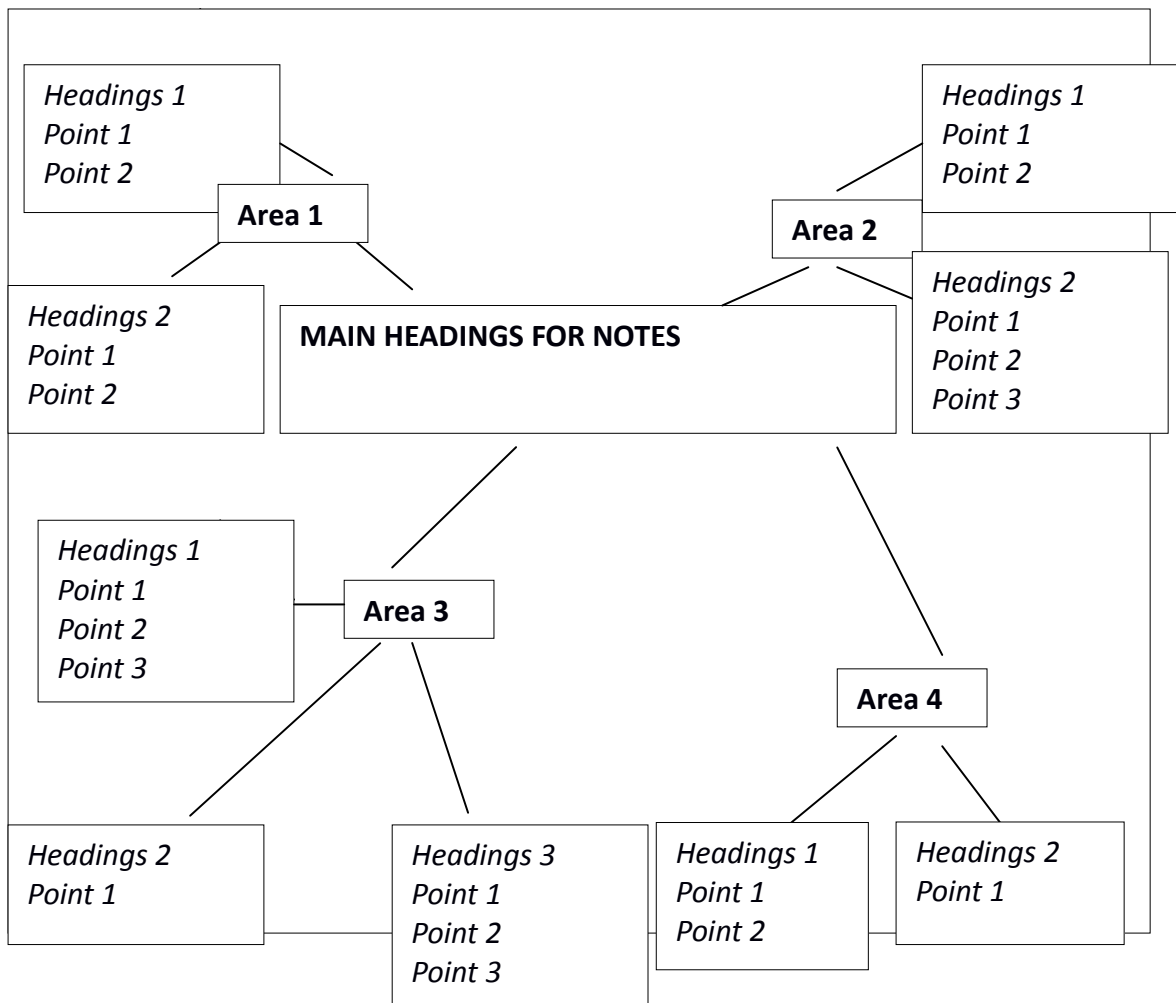 Headings 1
Point 1
Point 2
Area 1
Headings 2
Point 1
Point 2
Headings 1
Point 1
Point 2
Area 2
Headings 2
Point 1
Point 2
Point 3
MAIN HEADINGS FOR NOTES
Headings 1
Point 1
Point 2
Point 3
Area 3
Headings 2
Point 1
Headings 3
Point 1
Point 2
Point 3
Area 4
Headings 1
Point 1
Point 2
Headings 2
Point 1